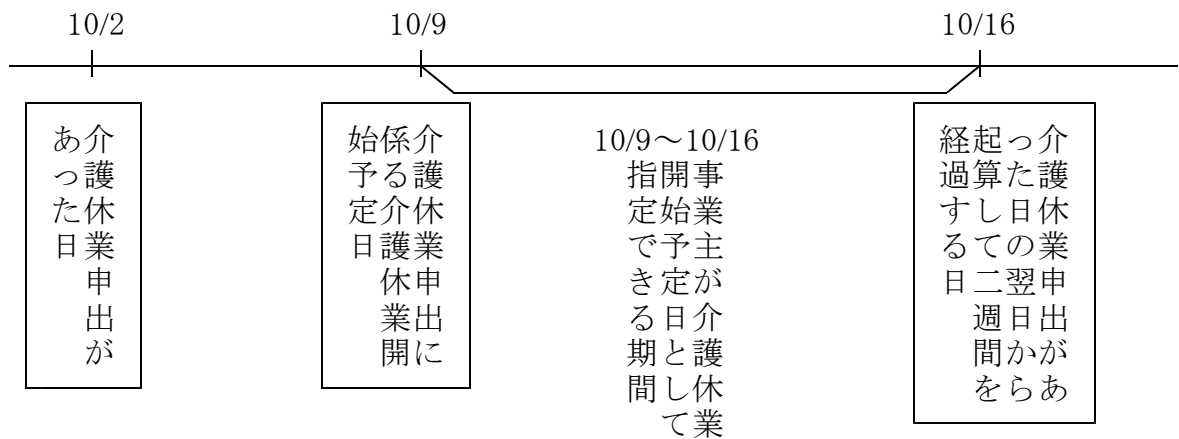 10/2
10/9
10/16
介護休業申出が
あった日
介護休業申出に
係る介護休業開
始予定日
10/9～10/16
事業主が介護休業
開始予定日として
指定できる期間
介護休業申出があ
った日の翌日から
起算して二週間を
経過する日